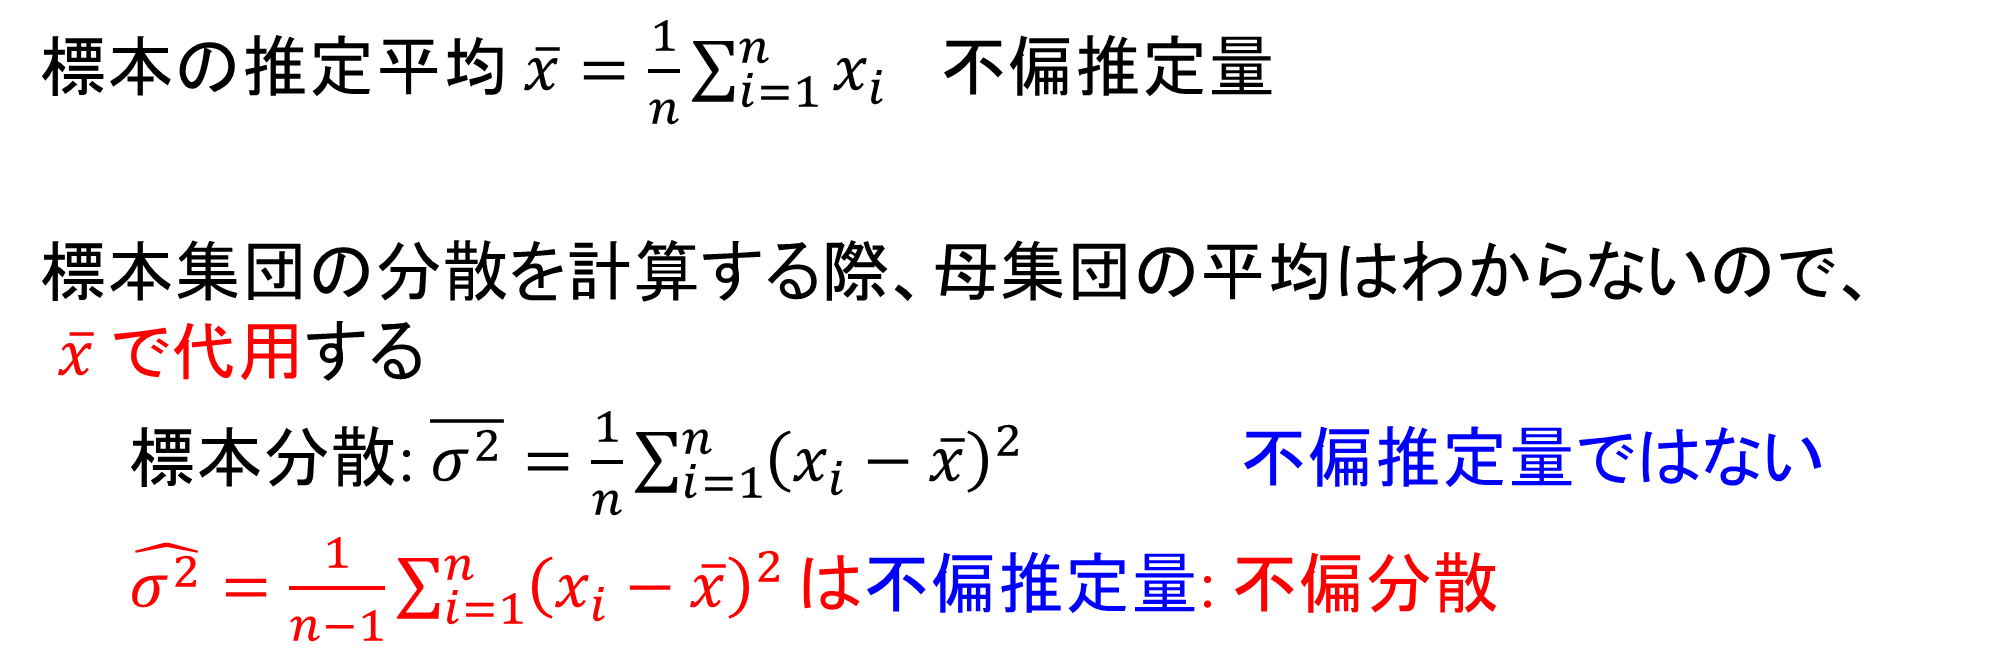 標本の推定平均 x̄ = \frac{1}{n} ∑_{i=1}^{n} x_i 不偏推定量
標本集団の分散を計算する際、母集団の平均はわからないので、
x̄ で代用する
標本分散: \overline{σ^2} = \frac{1}{n} ∑_{i=1}^{n} (x_i − x̄)^2 不偏推定量ではない
\widehat{σ^2} = \frac{1}{n−1} ∑_{i=1}^{n} (x_i − x̄)^2 は不偏推定量: 不偏分散